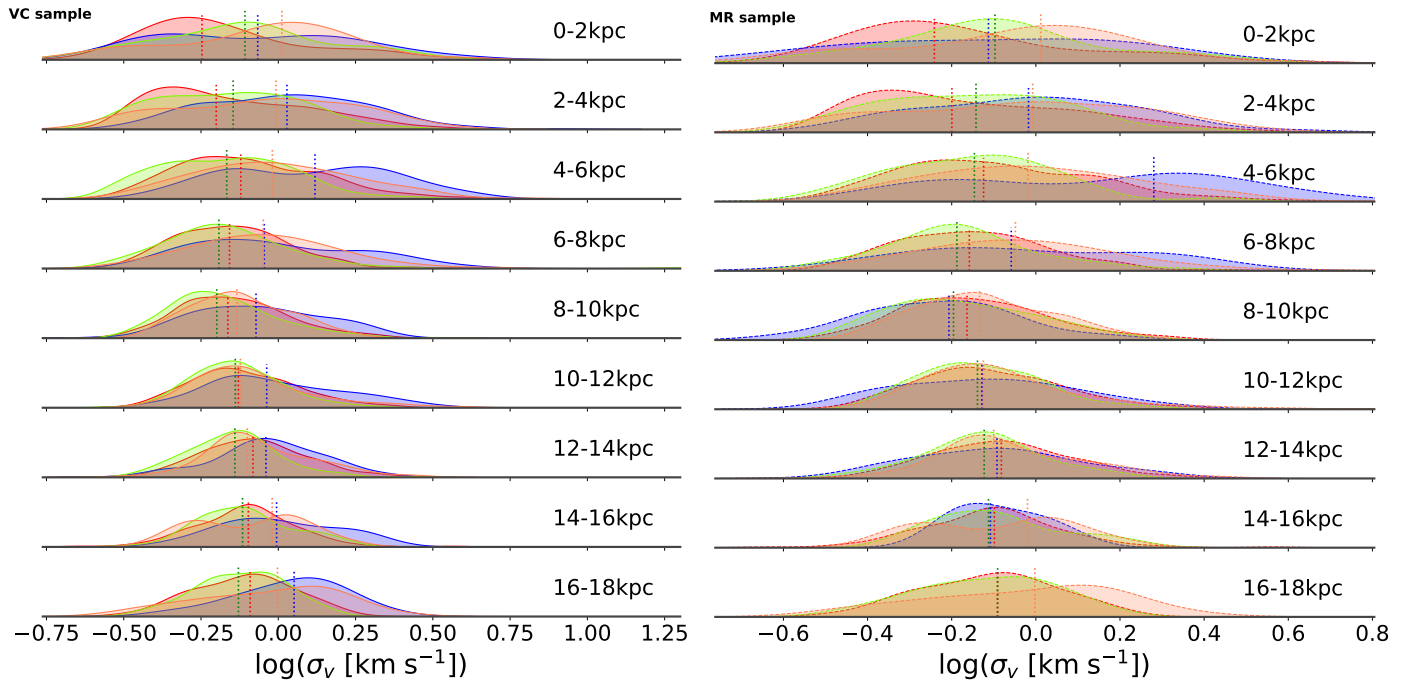 VC sample
0-2kpc
2-4kpc
4-6kpc
6-8kpc
8-10kpc
10-12kpc
12-14kpc
14-16kpc
16-18kpc
−0.75 −0.50 −0.25 0.00 0.25 0.50 0.75 1.00 1.25
log(σᵥ [km s⁻¹])
MR sample
0-2kpc
2-4kpc
4-6kpc
6-8kpc
8-10kpc
10-12kpc
12-14kpc
14-16kpc
16-18kpc
−0.6 −0.4 −0.2 0.0 0.2 0.4 0.6 0.8
log(σᵥ [km s⁻¹])